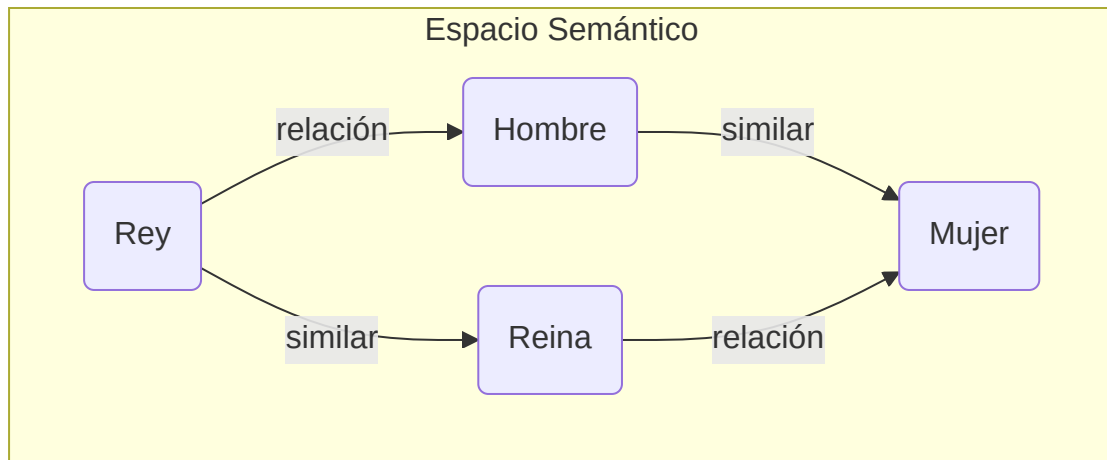 Espacio Semántico
relación
Hombre
similar
Rey
Mujer
similar
Reina
relación